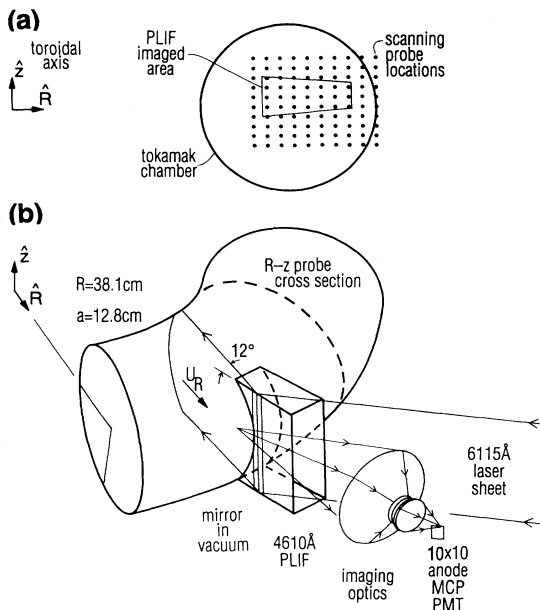 (a)
toroidal
axis
ẑ
R̂
PLIF
imaged
area
scanning
probe
locations
tokamak
chamber
(b)
ẑ
R̂
R=38.1cm
a=12.8cm
R–z probe
cross section
12°
U_R
6115Å
laser
sheet
mirror
in
vacuum
4610Å
PLIF
imaging
optics
10x10
anode
MCP
PMT